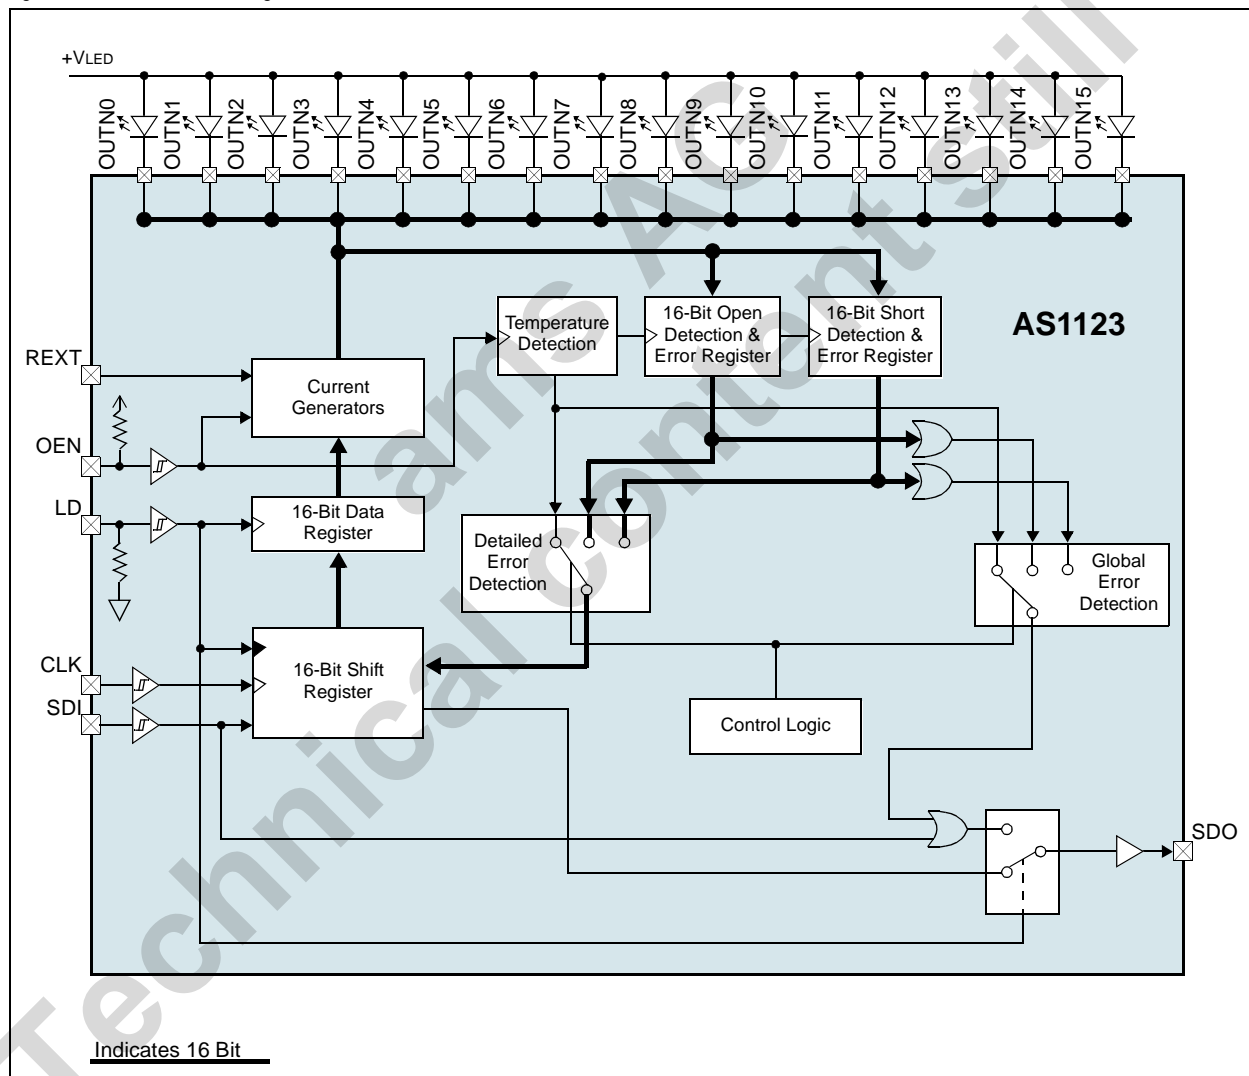 +VLED
OUTN0
OUTN1
OUTN2
OUTN3
OUTN4
OUTN5
OUTN6
OUTN7
OUTN8
OUTN9
OUTN10
OUTN11
OUTN12
OUTN13
OUTN14
OUTN15
AS1123
Temperature
Detection
16-Bit Open
Detection &
Error Register
16-Bit Short
Detection &
Error Register
REXT
Current
Generators
OEN
LD
16-Bit Data
Register
Detailed
Error
Detection
Global
Error
Detection
CLK
SDI
16-Bit Shift
Register
Control Logic
SDO
Indicates 16 Bit
ams AG
Technical content still